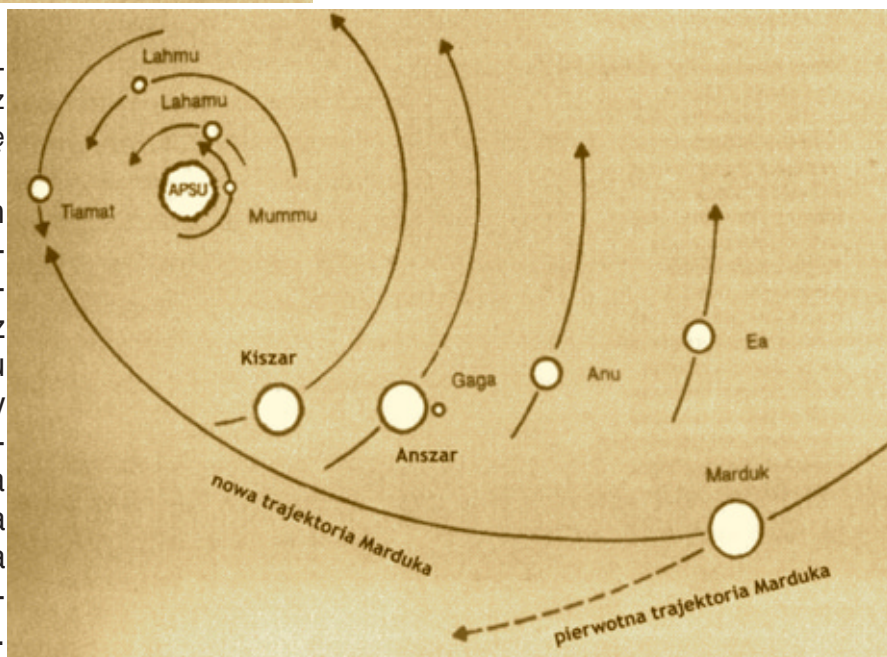 Lahmu
Lahamu
APSU
Tiamat
Mummu
Kiszar
Gaga
Anszar
Anu
Ea
Marduk
nowa trajektoria Marduka
pierwotna trajektoria Marduka